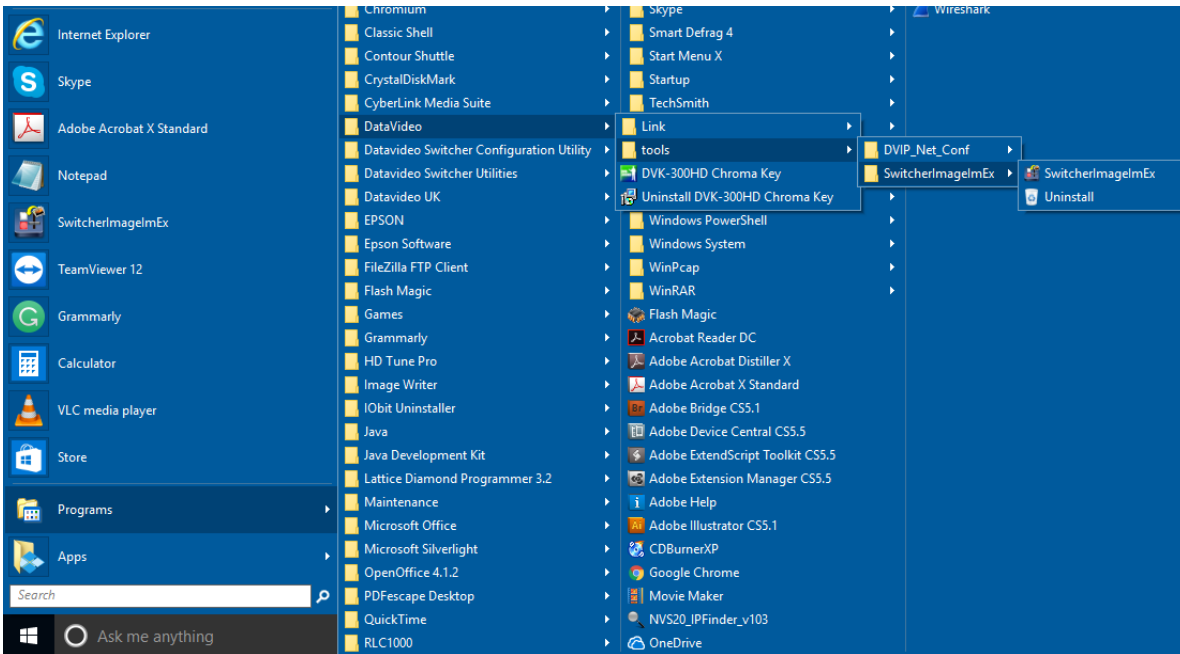 Internet Explorer
Skype
Adobe Acrobat X Standard
Notepad
SwitcherImageImEx
TeamViewer 12
Grammarly
Calculator
VLC media player
Store
Programs
Apps
Search
Ask me anything
Chromium
Classic Shell
Contour Shuttle
CrystalDiskMark
CyberLink Media Suite
DataVideo
Datavideo Switcher Configuration Utility
Datavideo Switcher Utilities
Datavideo UK
EPSON
Epson Software
FileZilla FTP Client
Flash Magic
Games
Grammarly
HD Tune Pro
Image Writer
IObit Uninstaller
Java
Java Development Kit
Lattice Diamond Programmer 3.2
Maintenance
Microsoft Office
Microsoft Silverlight
OpenOffice 4.1.2
PDFescape Desktop
QuickTime
RLC1000
Skype
Smart Defrag 4
Start Menu X
Startup
TechSmith
Link
tools
DVK-300HD Chroma Key
Uninstall DVK-300HD Chroma Key
Windows PowerShell
Windows System
WinPcap
WinRAR
Flash Magic
Acrobat Reader DC
Adobe Acrobat Distiller X
Adobe Acrobat X Standard
Br Adobe Bridge CS5.1
Adobe Device Central CS5.5
Adobe ExtendScript Toolkit CS5.5
Adobe Extension Manager CS5.5
Adobe Help
Ai Adobe Illustrator CS5.1
CDBurnerXP
Google Chrome
Movie Maker
NVS20_IPFinder_v103
OneDrive
Wireshark
DVIP_Net_Conf
SwitcherImageImEx
SwitcherImageImEx
Uninstall